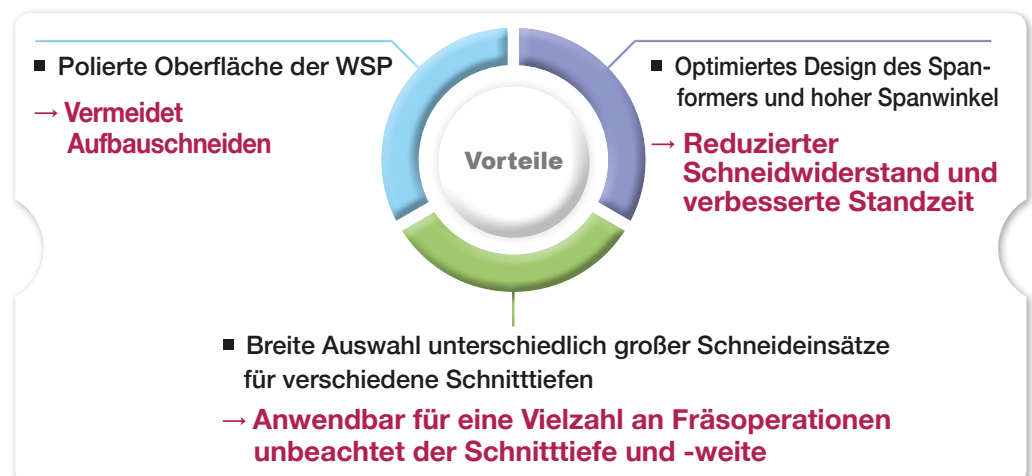 ■ Polierte Oberfläche der WSP
→ Vermeidet
Aufbauschneiden
Vorteile
■ Optimiertes Design des Span-
formers und hoher Spanwinkel
→ Reduzierter
Schneidwiderstand und
verbesserte Standzeit
■ Breite Auswahl unterschiedlich großer Schneideinsätze
für verschiedene Schnitttiefen
→ Anwendbar für eine Vielzahl an Fräsoperationen
unbeachtet der Schnitttiefe und -weite